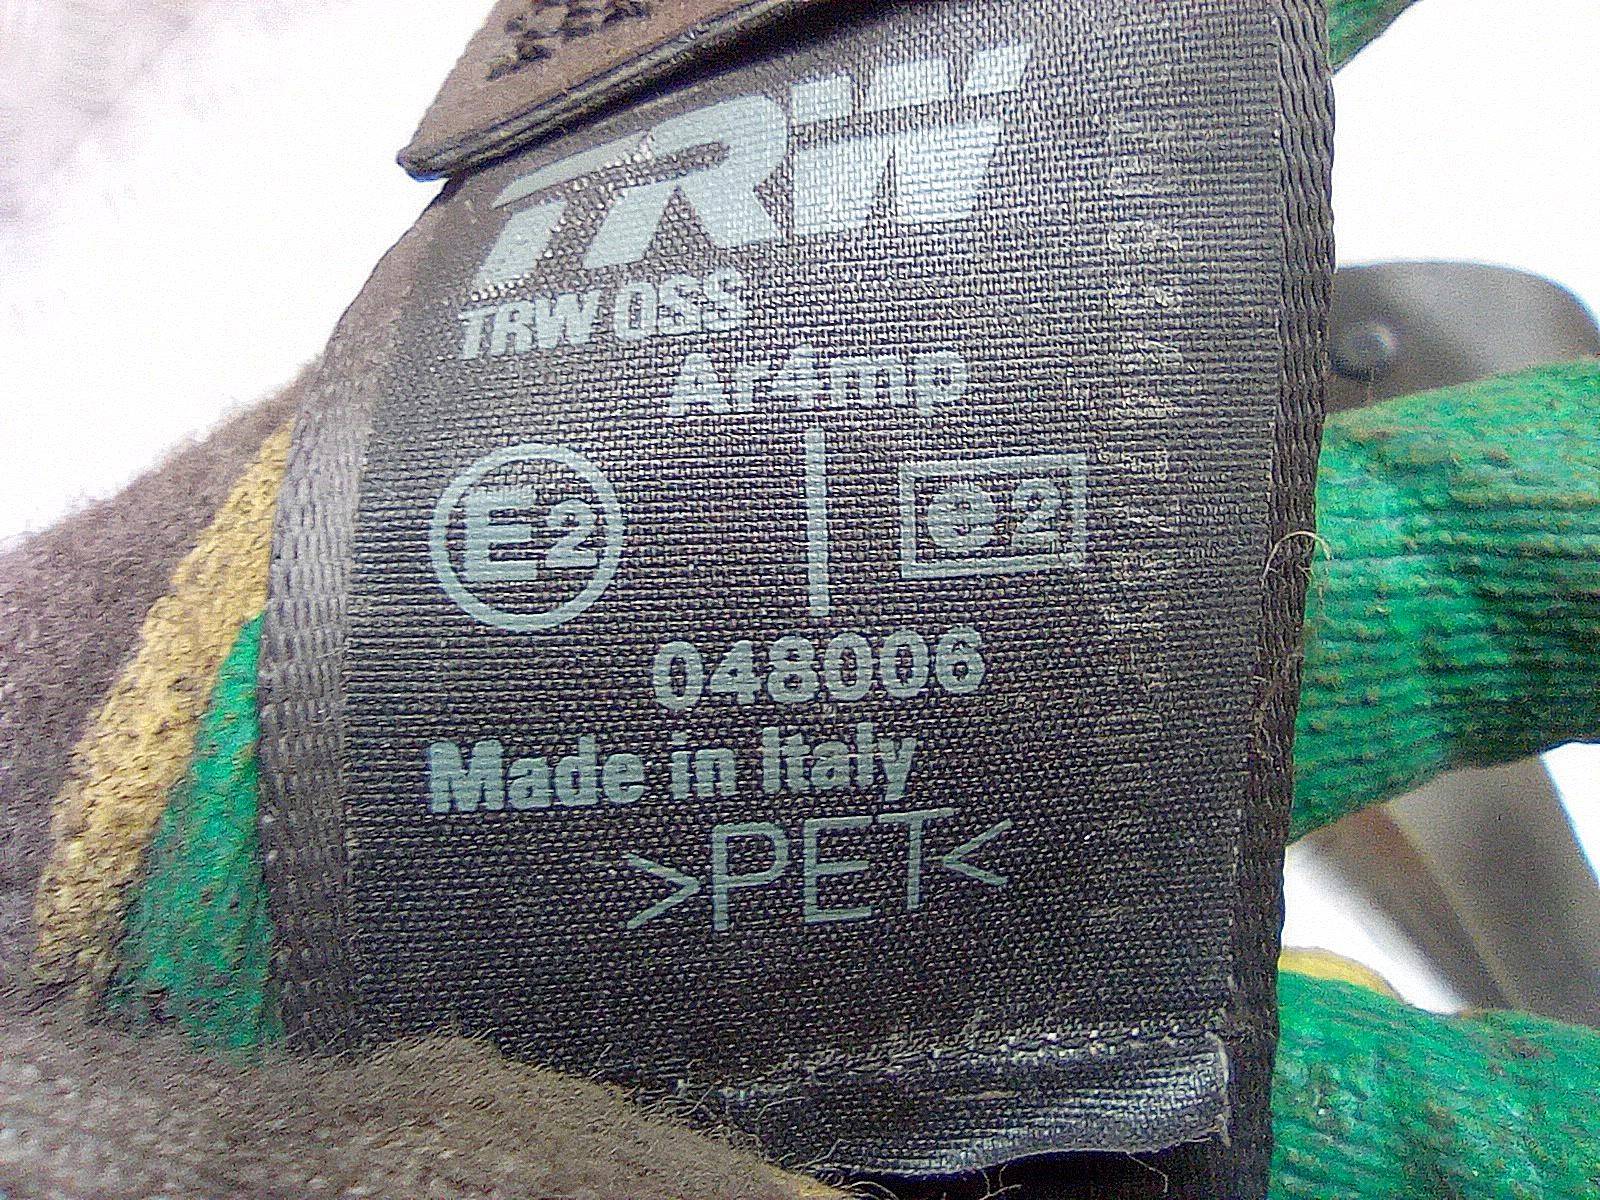 TRW
TRW OSS
Ar4mp
E2 e2
048006
Made in Italy
>PET<